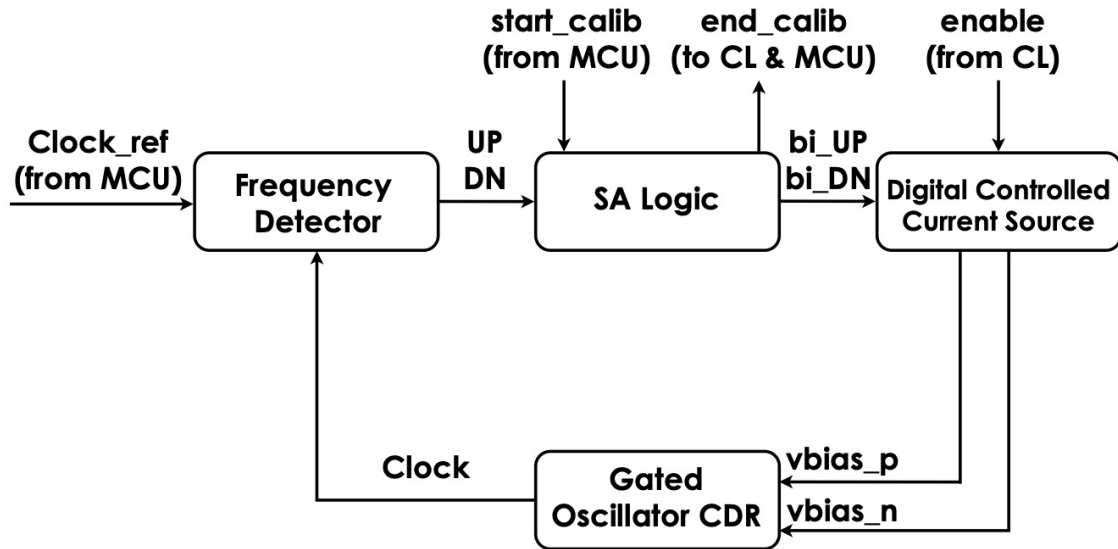 start_calib
(from MCU)
end_calib
(to CL & MCU)
enable
(from CL)
Clock_ref
(from MCU)
Frequency
Detector
UP
DN
SA Logic
bi_UP
bi_DN
Digital Controlled
Current Source
Clock
Gated
Oscillator CDR
vbias_p
vbias_n